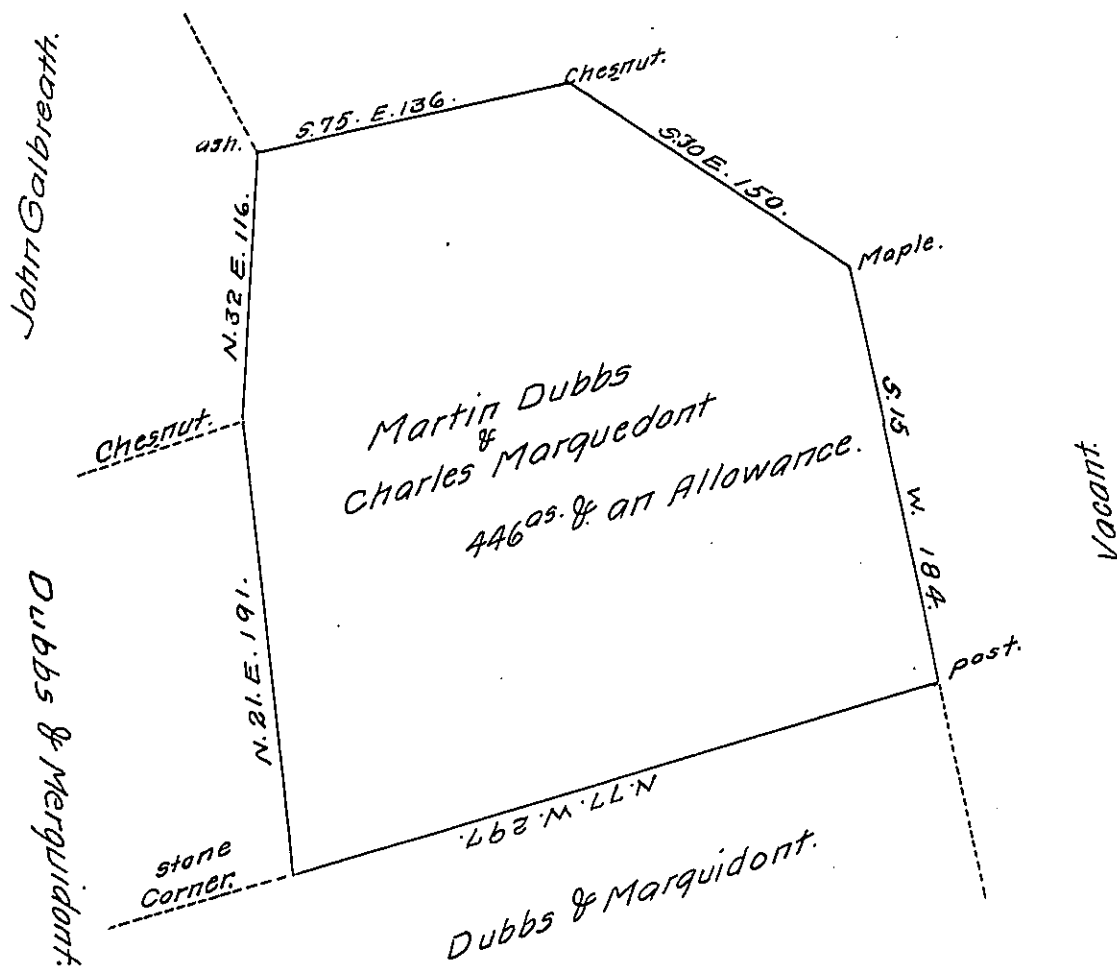 John Galbreath.
Chesnut.
S.75. E.136.
ash.
S.30 E. 150.
Maple.
N.32 E. 116.
Martin Dubbs
&
Charles Marquedont
446as. & an Allowance.
S.15 W. 184.
Vacant
Chesnut.
N.21. E. 191.
post.
Dubbs & Merquidont.
N.77. W. 297.
stone
Corner.
Dubbs & Marquidont.